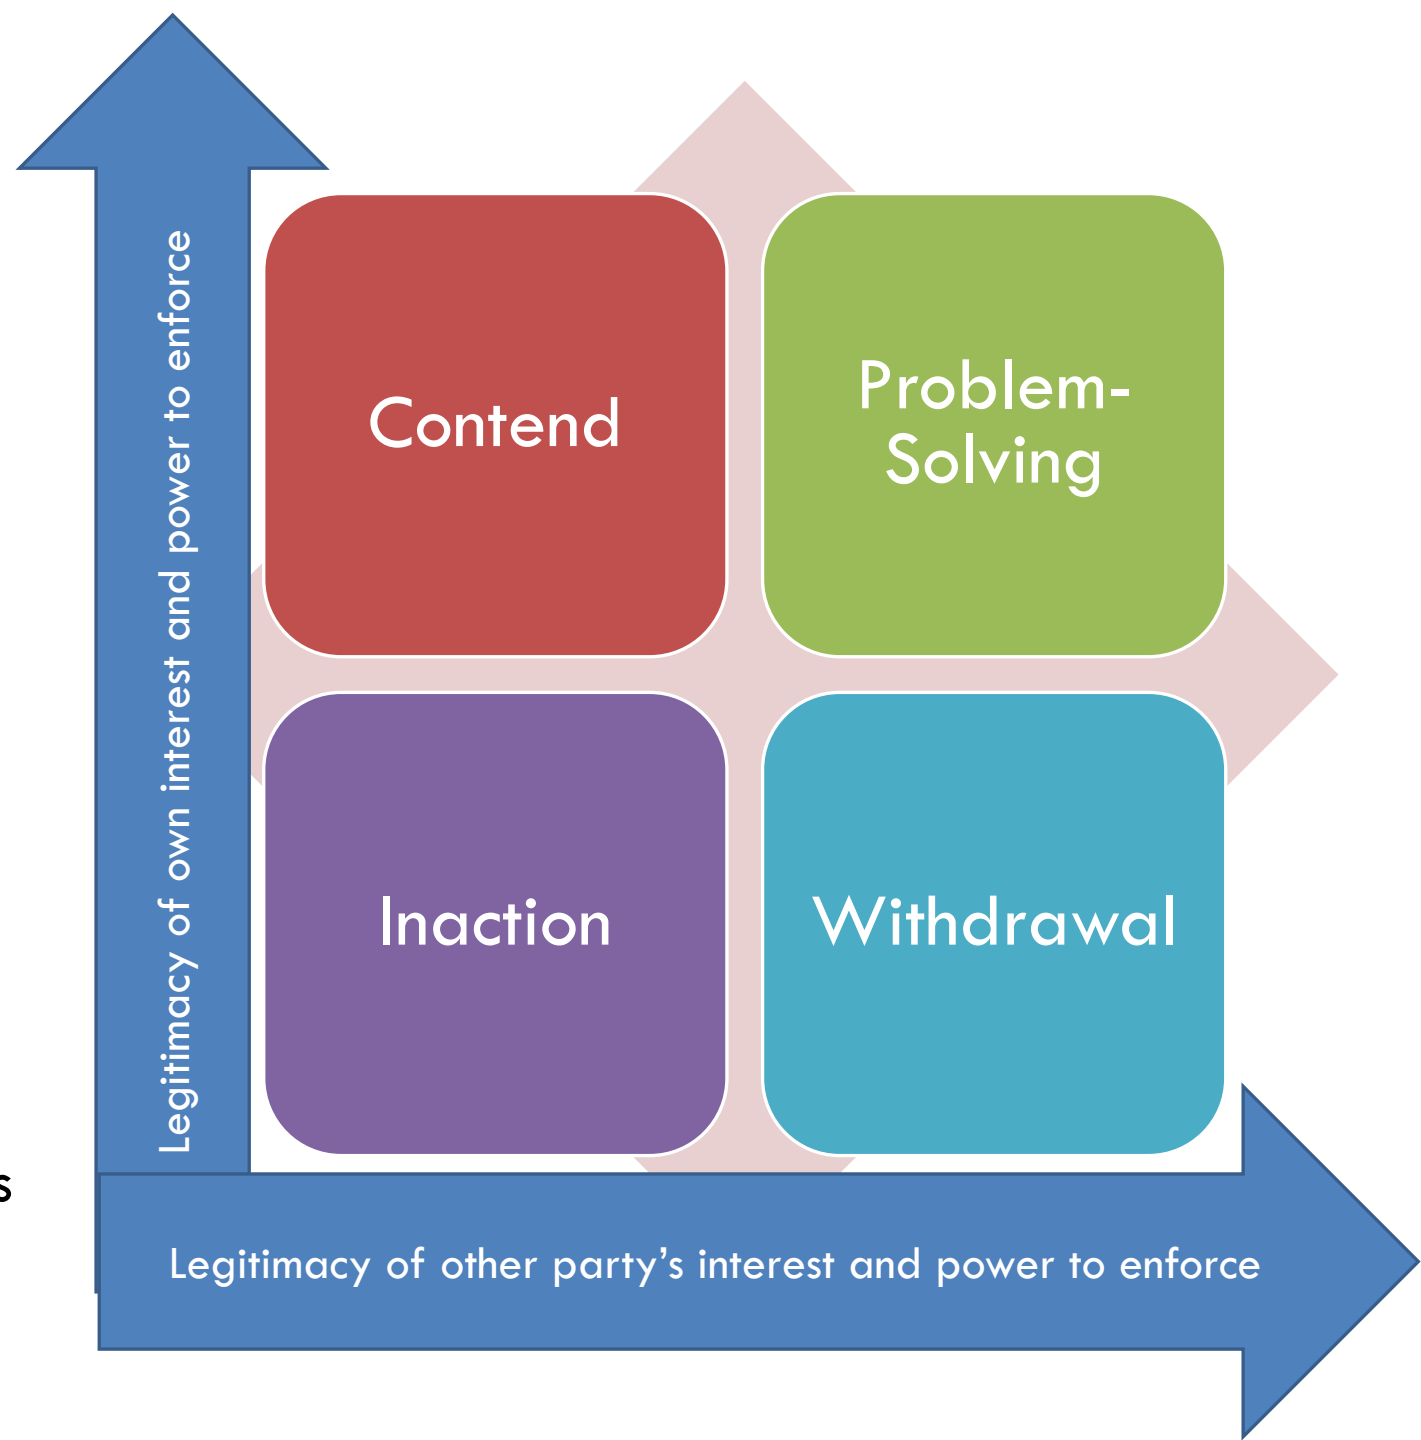 Legitimacy of own interest and power to enforce
Contend
Problem-
Solving
Inaction
Withdrawal
s
Legitimacy of other party’s interest and power to enforce